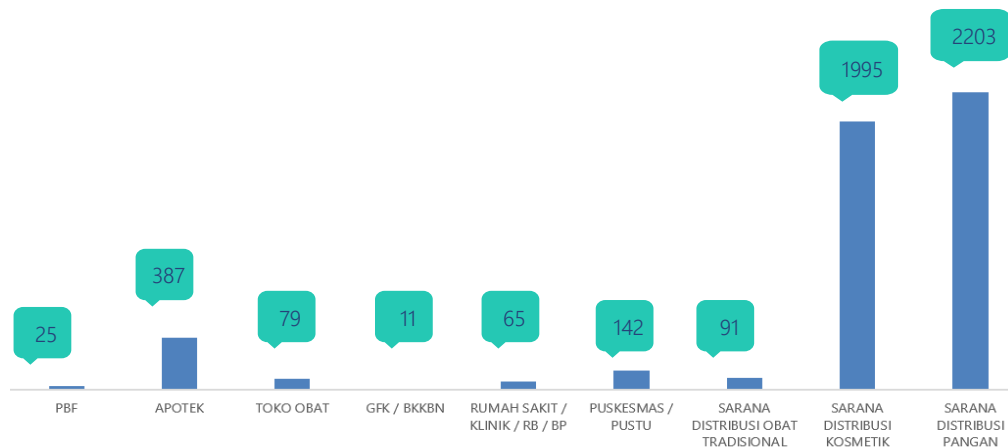 2203
1995
387
79
11
65
142
91
25
PBF
APOTEK
TOKO OBAT
GFK / BKKBN
RUMAH SAKIT /
KLINIK / RB / BP
PUSKESMAS /
PUSTU
SARANA
DISTRIBUSI OBAT
TRADISIONAL
SARANA
DISTRIBUSI
KOSMETIK
SARANA
DISTRIBUSI
PANGAN